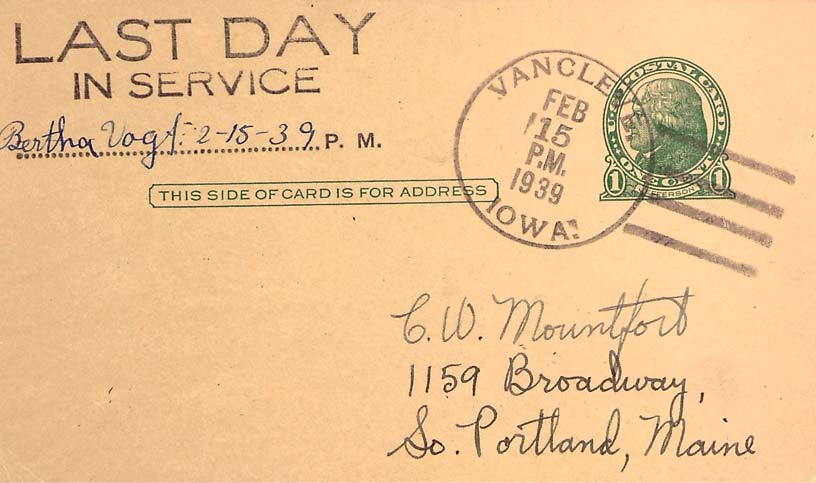 LAST DAY
IN SERVICE
Bertha Vogt 2-15-39 P. M.
THIS SIDE OF CARD IS FOR ADDRESS
VANCLEVE,
FEB
15
P.M.
1939
IOWA.
U.S. POSTAL CARD
1 ONE CENT 1
JEFFERSON
C. W. Mountfort
1159 Broadway,
So. Portland, Maine